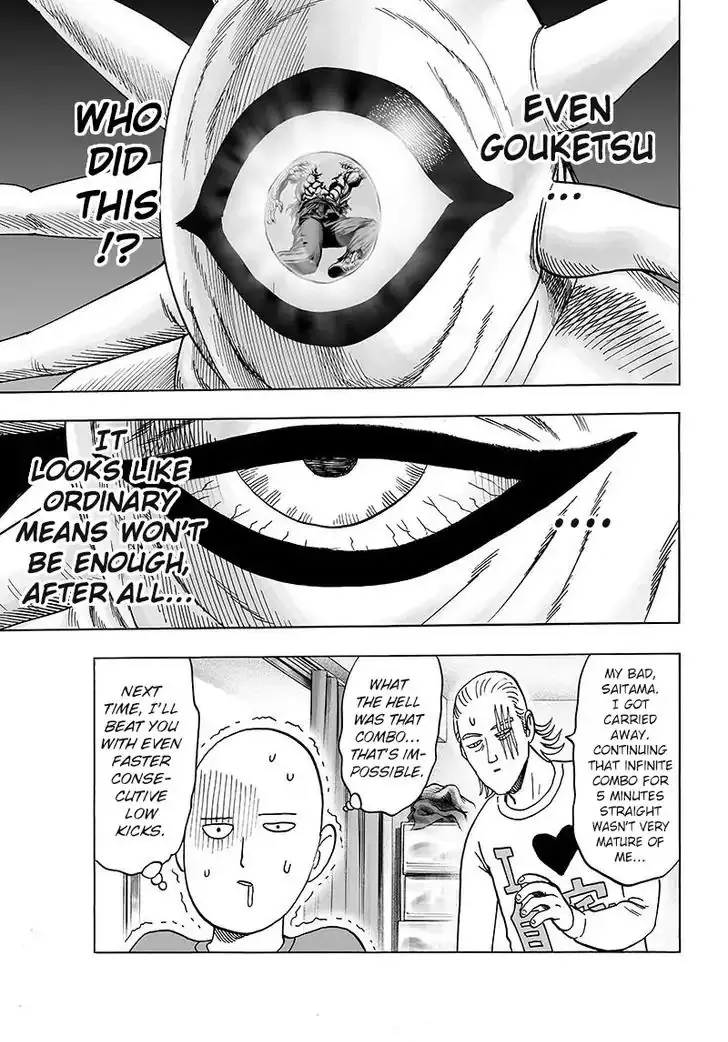 EVEN
GOUKETSU
...
WHO
DID
THIS
!?
IT
LOOKS LIKE
ORDINARY
MEANS WON'T
BE ENOUGH,
AFTER ALL...
....
MY BAD,
SAITAMA.
I GOT
CARRIED
AWAY.
CONTINUING
THAT INFINITE
COMBO FOR
5 MINUTES
STRAIGHT
WASN'T VERY
MATURE OF
ME...
WHAT
THE HELL
WAS THAT
COMBO...
THAT'S IM-
POSSIBLE.
NEXT
TIME, I'LL
BEAT YOU
WITH EVEN
FASTER
CONSE-
CUTIVE
LOW
KICKS.